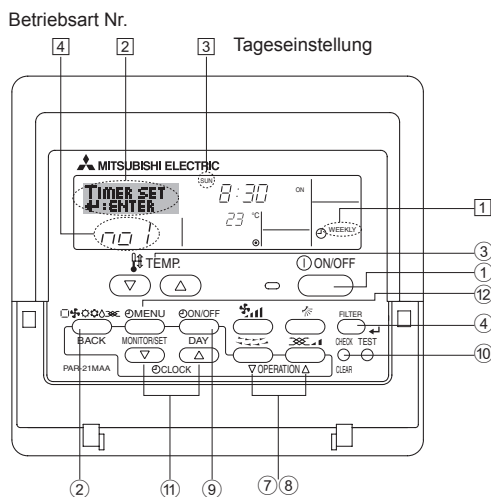 Betriebsart Nr.
4 2 3 Tageseinstellung
MITSUBISHI ELECTRIC
SUN
TIMER SET 8:30 ON
↵:ENTER
23 °C
WEEKLY 1
no 1
③
TEMP. ON/OFF
①
⑫
MENU ON/OFF FILTER ↵
④
BACK MONITOR/SET DAY CHECK TEST
⑩
PAR-21MAA CLOCK ▽OPERATION△ CLEAR
② ⑪ ⑨ ⑦ ⑧